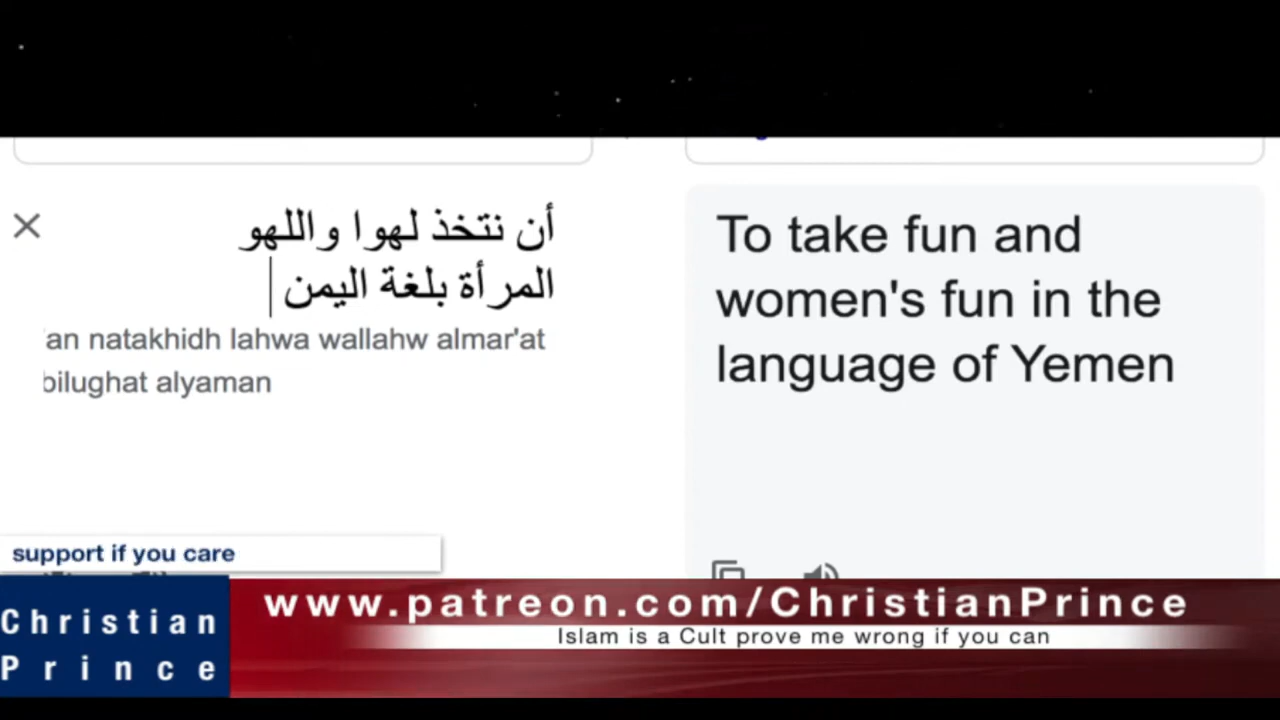 أن نتخذ لهوا واللهو
المرأة بلغة اليمن
'an natakhidh lahwa wallahw almar'at
bilughat alyaman
To take fun and
women's fun in the
language of Yemen
support if you care
Christian
Prince
www.patreon.com/ChristianPrince
Islam is a Cult prove me wrong if you can